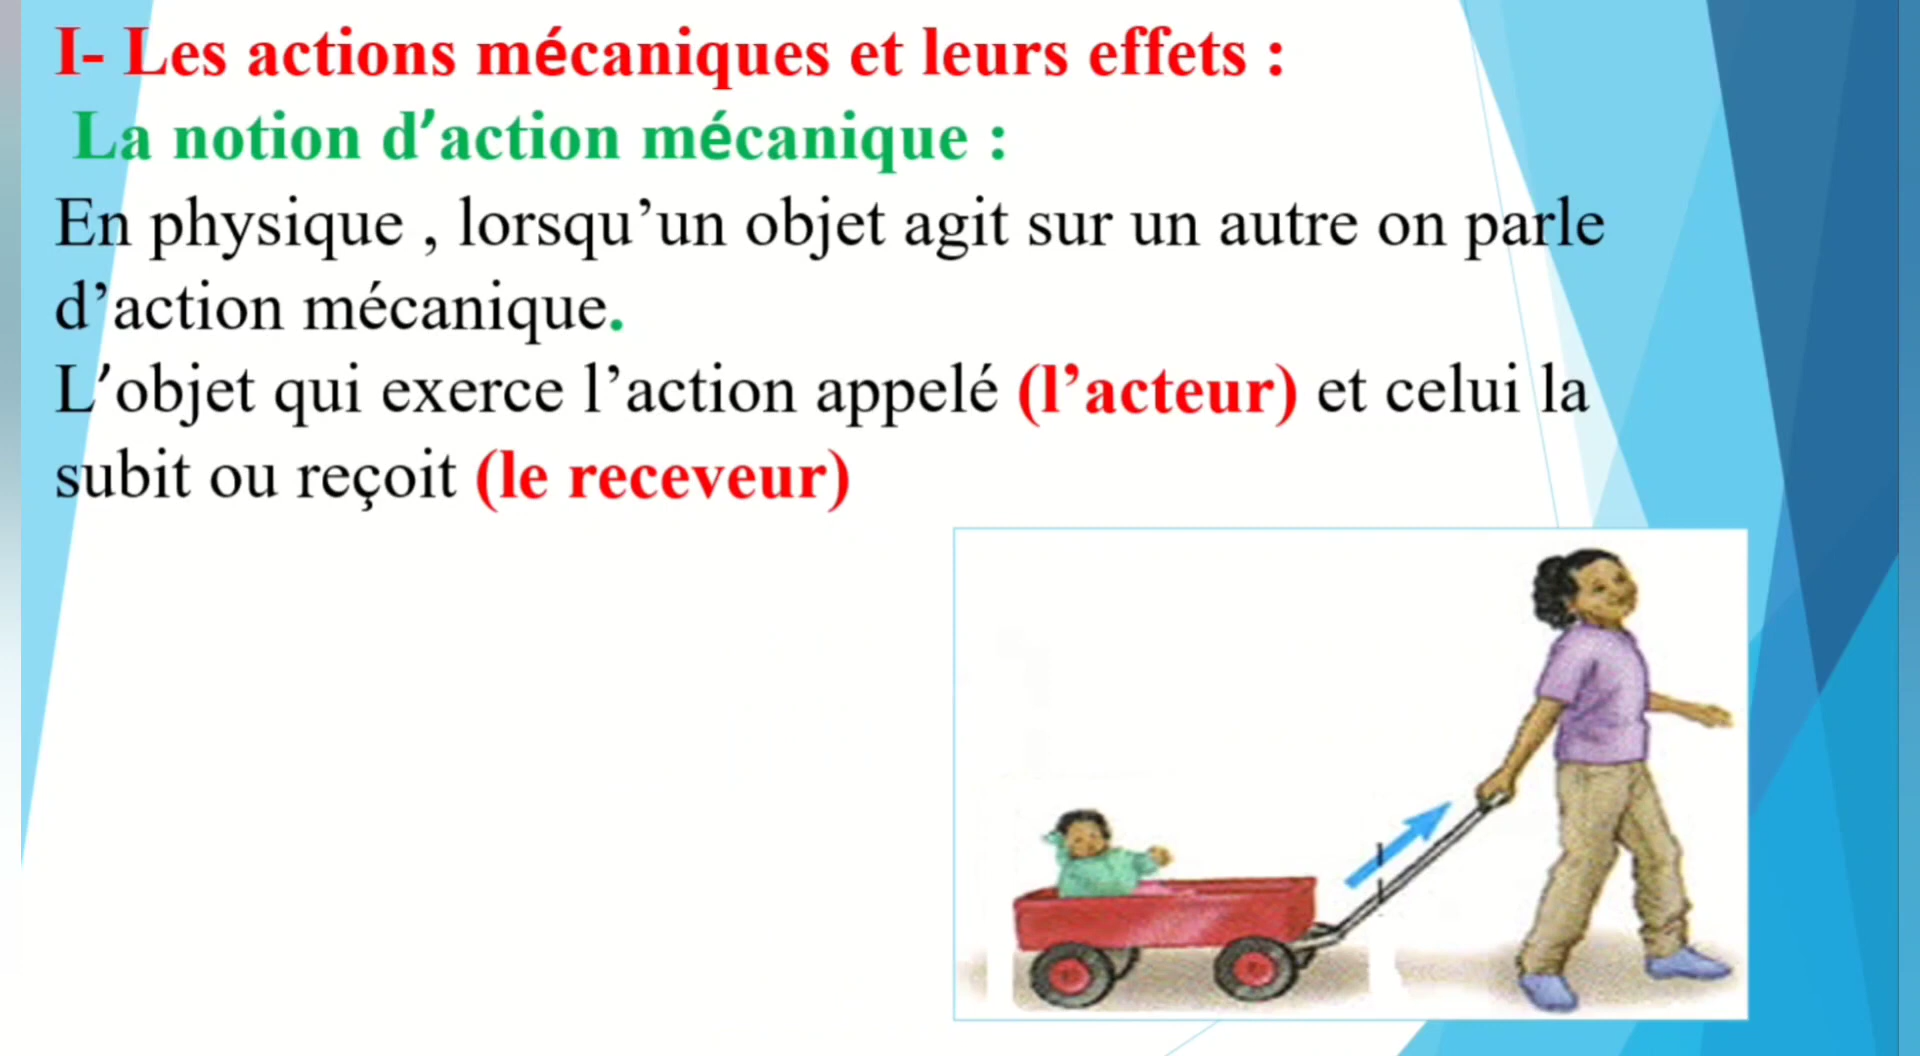 I- Les actions mécaniques et leurs effets :
La notion d’action mécanique :
En physique , lorsqu’un objet agit sur un autre on parle
d’action mécanique.
L’objet qui exerce l’action appelé (l’acteur) et celui la
subit ou reçoit (le receveur)